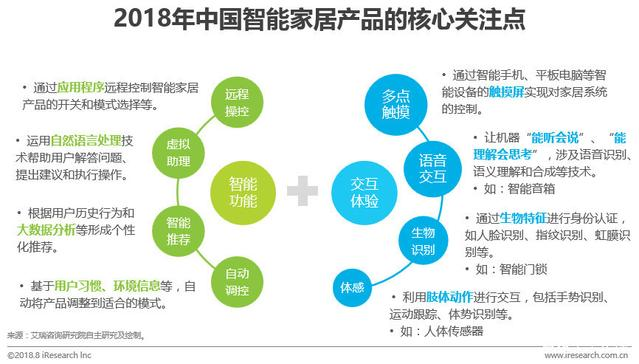 2018年中国智能家居产品的核心关注点
• 通过应用程序远程控制智能家居
产品的开关和模式选择等。
• 运用自然语言处理技
术帮助用户解答问题、
提出建议和执行操作。
• 根据用户历史行为和
大数据分析等形成个性
化推荐。
• 基于用户习惯、环境信息等，自
动将产品调整到适合的模式。
远程
操控
虚拟
助理
智能
推荐
自动
调控
智能
功能
交互
体验
多点
触摸
语音
交互
生物
识别
体感
• 通过智能手机、平板电脑等智
能设备的触摸屏实现对家居系统
的控制。
• 让机器“能听会说”、“能
理解会思考”，涉及语音识别、
语义理解和合成等技术。
• 如：智能音箱
• 通过生物特征进行身份认证，
如人脸识别、指纹识别、虹膜识
别等。
• 如：智能门锁
• 利用肢体动作进行交互，包括手势识别、
运动跟踪、体势识别等。
• 如：人体传感器
来源：艾瑞咨询研究院自主研究及绘制。
©2018.8 iResearch Inc
www.iresearch.com.cn